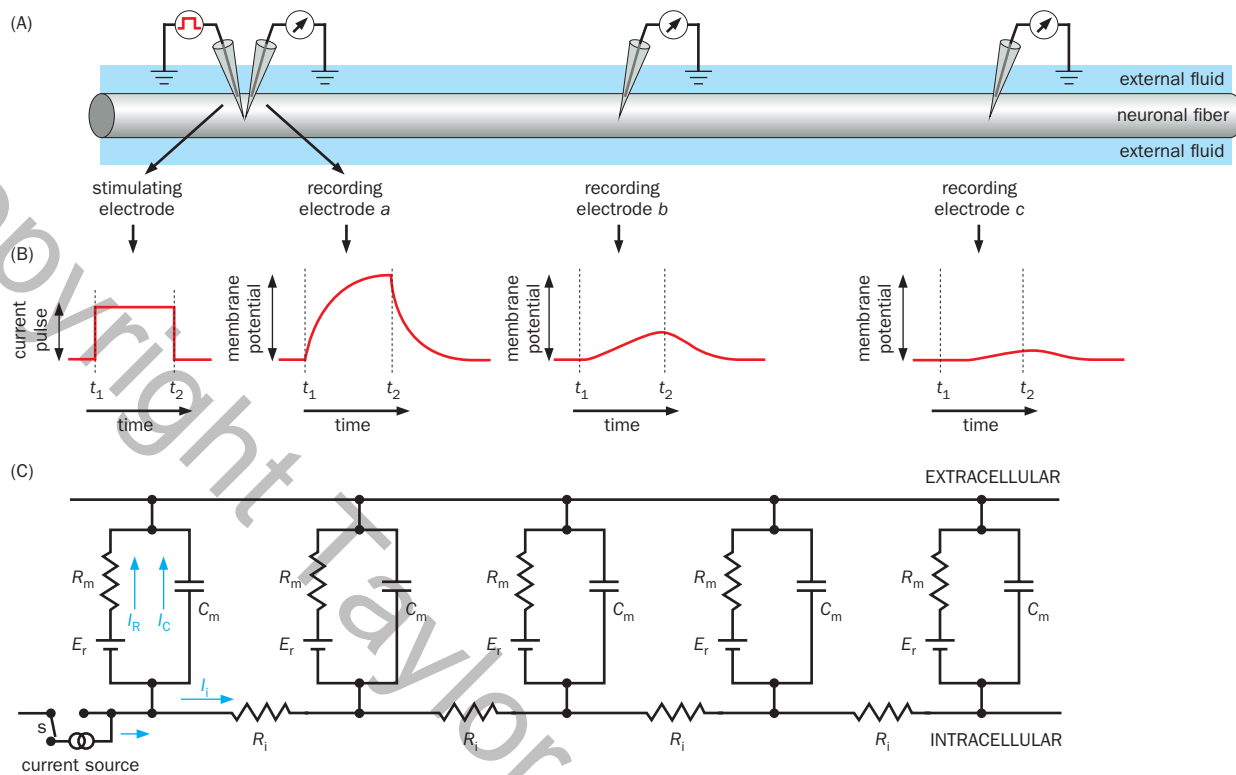 (A)
external fluid
neuronal fiber
external fluid
stimulating
electrode
recording
electrode a
recording
electrode b
recording
electrode c
(B)
current
pulse
t1
t2
time
membrane
potential
t1
t2
time
membrane
potential
t1
t2
time
membrane
potential
t1
t2
time
(C)
EXTRACELLULAR
Rm
IR
IC
Cm
Er
Rm
Cm
Er
Rm
Cm
Er
Rm
Cm
Er
Rm
Cm
Er
Ii
s
Ri
Ri
Ri
Ri
INTRACELLULAR
current source
opyright Taylor